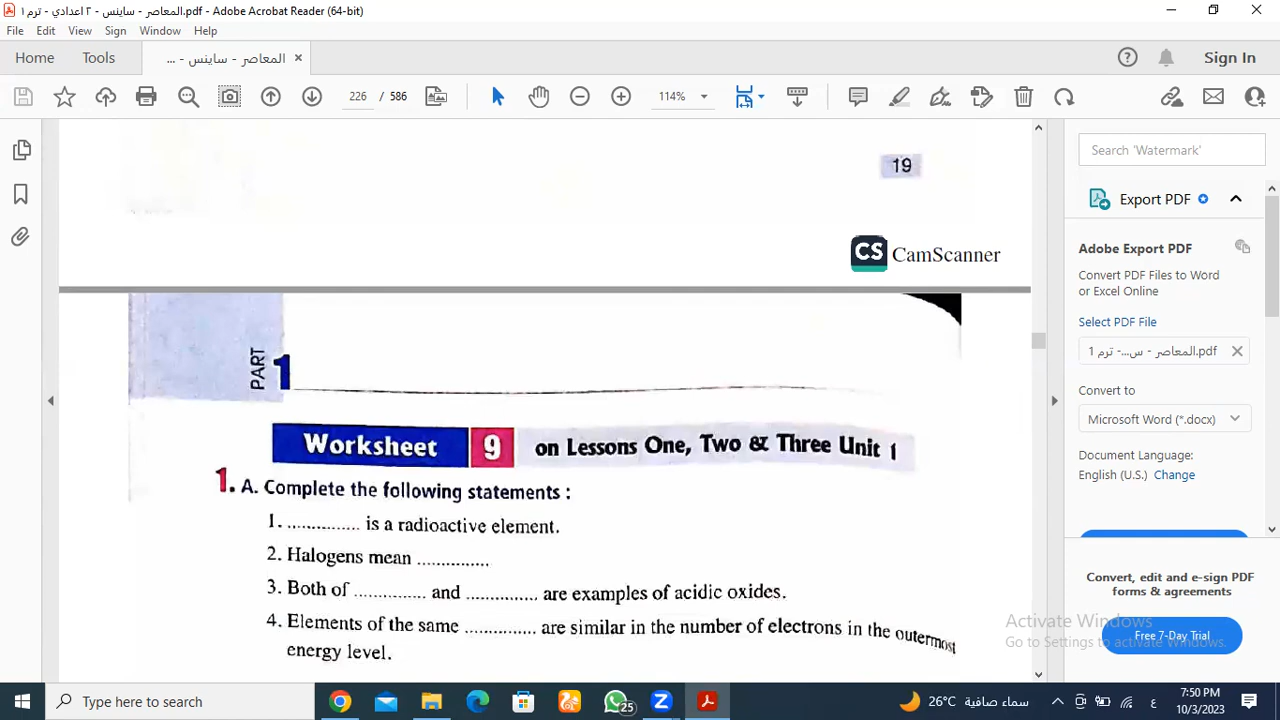 المعاصر - ساينس - ٢ اعدادي - ترم ١.pdf - Adobe Acrobat Reader (64-bit)
File Edit View Sign Window Help
Home Tools المعاصر - ساينس - ... × Sign In
226 / 586 114%
19
CS CamScanner
PART 1
Worksheet 9 on Lessons One, Two & Three Unit 1
1. A. Complete the following statements :
1. .............. is a radioactive element.
2. Halogens mean ..............
3. Both of .............. and .............. are examples of acidic oxides.
4. Elements of the same .............. are similar in the number of electrons in the outermost
energy level.
Search 'Watermark'
Export PDF
Adobe Export PDF
Convert PDF Files to Word
or Excel Online
Select PDF File
المعاصر - س...- ترم 1.pdf
Convert to
Microsoft Word (*.docx)
Document Language:
English (U.S.) Change
Convert, edit and e-sign PDF
forms & agreements
Free 7-Day Trial
Activate Windows
Go to Settings to activate Windows.
Type here to search
25
26°C سماء صافية
ع
7:50 PM
10/3/2023